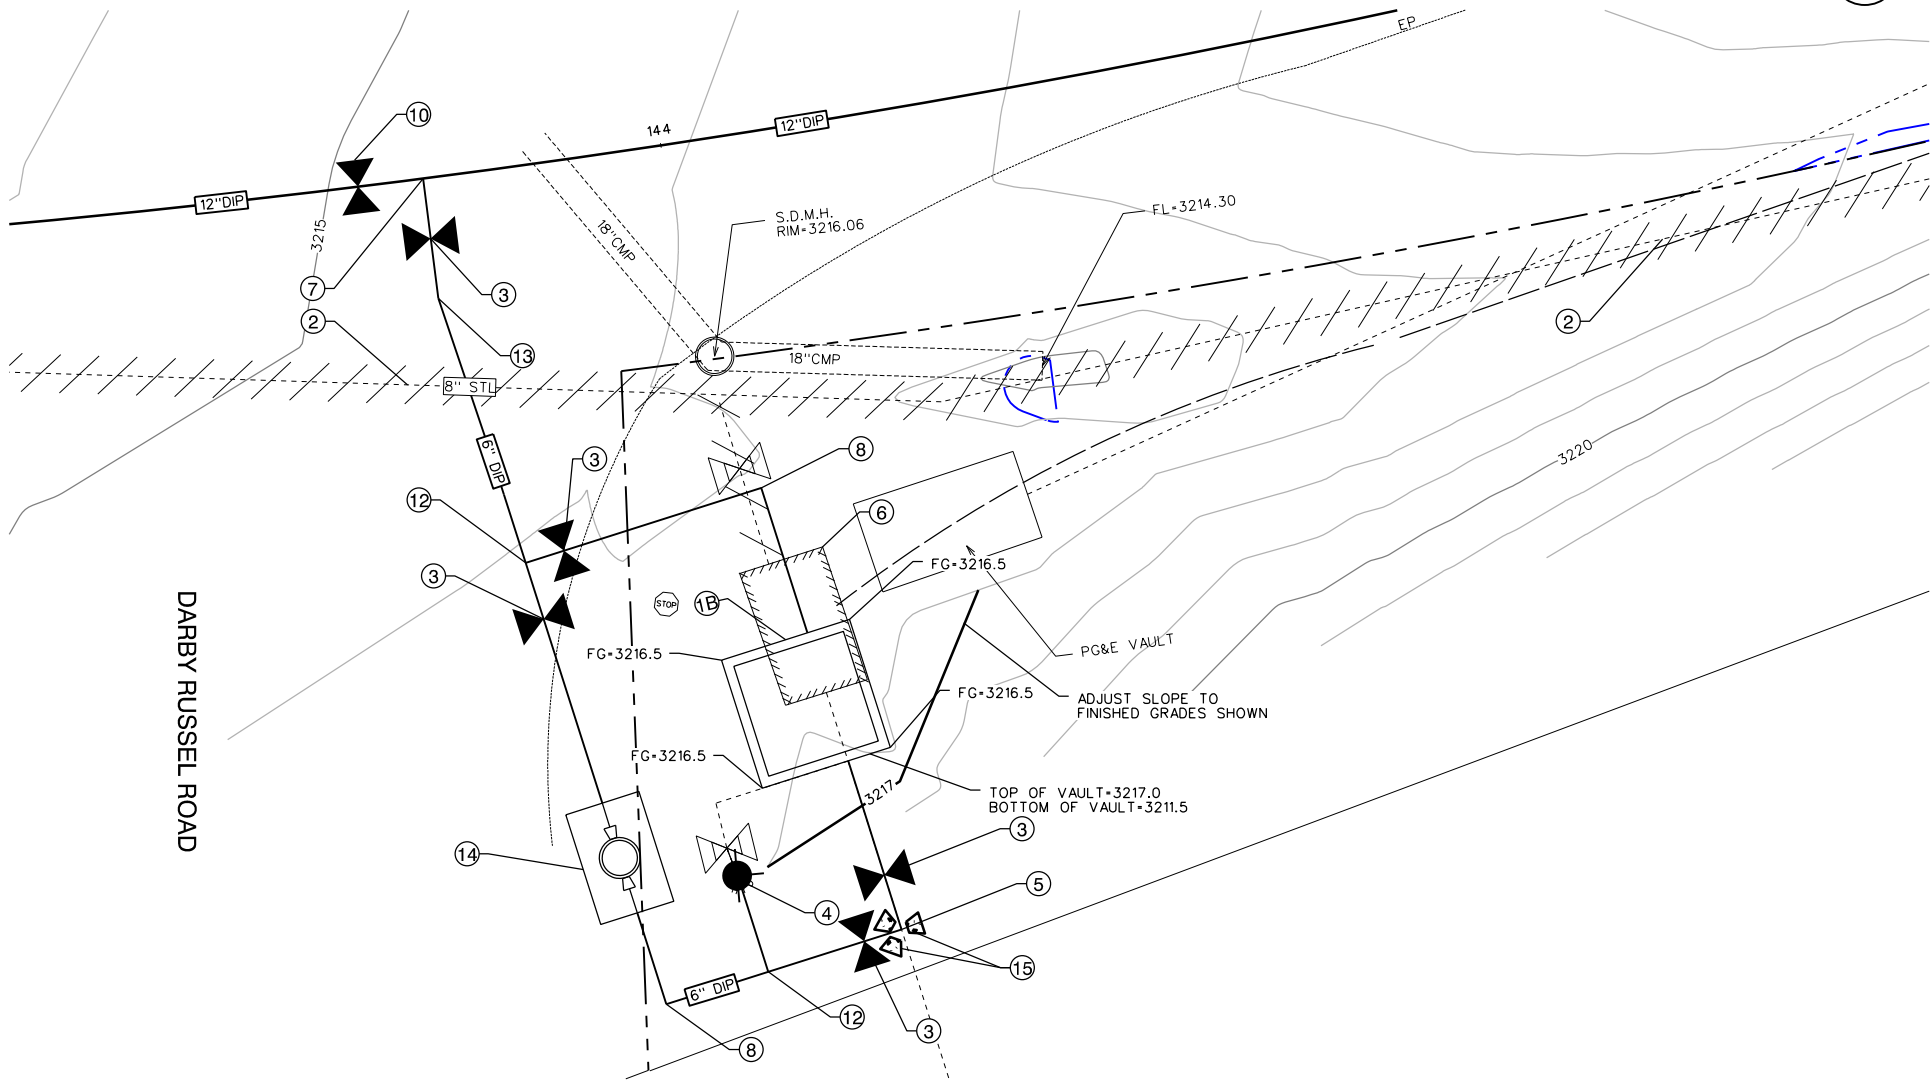 EP
10
144
12"DIP
12"DIP
3215
S.D.M.H.
RIM=3216.06
FL=3214.30
18"CMP
7
3
2
2
13
18"CMP
8" STL
6" DIP
3
8
3220
12
6
FG=3216.5
3
STOP
1B
DARBY RUSSEL ROAD
FG=3216.5
PG&E VAULT
FG=3216.5
ADJUST SLOPE TO
FINISHED GRADES SHOWN
FG=3216.5
3217
TOP OF VAULT=3217.0
BOTTOM OF VAULT=3211.5
3
14
5
4
15
6" DIP
12
3
8